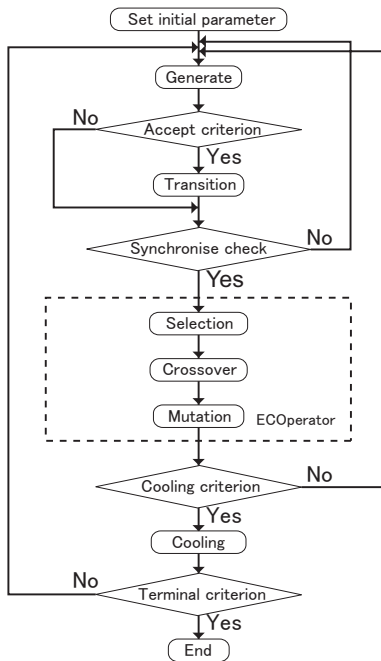 Set initial parameter
Generate
No
Accept criterion
Yes
Transition
Synchronise check
No
Yes
Selection
Crossover
Mutation
ECOperator
Cooling criterion
No
Yes
Cooling
No
Terminal criterion
Yes
End